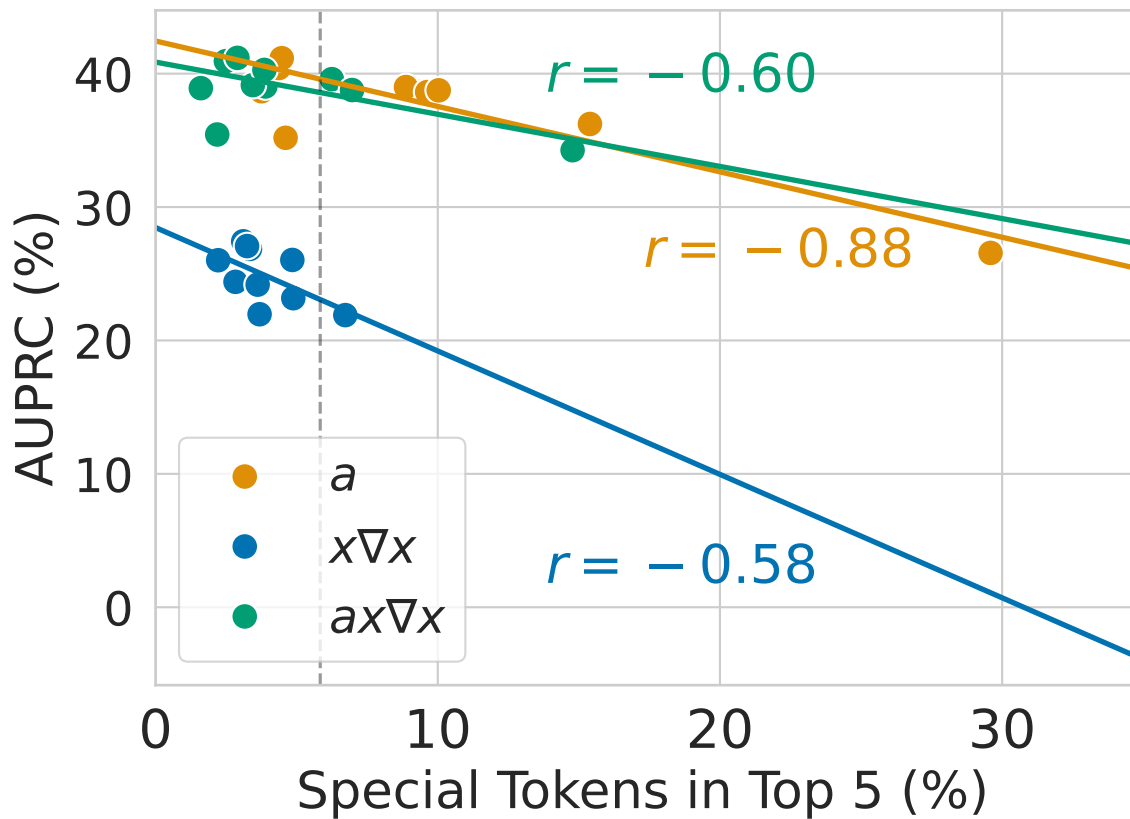 40
30
20
10
0
AUPRC (%)
r = − 0.60
r = − 0.88
r = − 0.58
a
x∇x
ax∇x
0 10 20 30
Special Tokens in Top 5 (%)